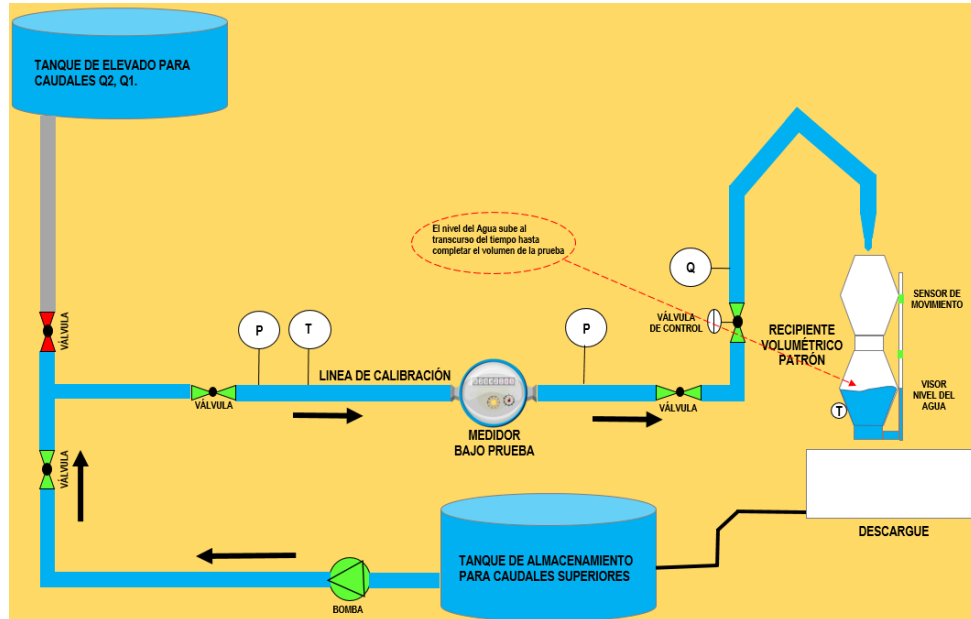 TANQUE DE ELEVADO PARA
CAUDALES Q2, Q1.
El nivel del Agua sube al
transcurso del tiempo hasta
completar el volumen de la prueba
Q
SENSOR DE
MOVIMIENTO
VÁLVULA
P
T
P
VÁLVULA
DE CONTROL
RECIPIENTE
VOLUMÉTRICO
PATRÓN
LINEA DE CALIBRACIÓN
VÁLVULA
VÁLVULA
VISOR
NIVEL DEL
AGUA
T
MEDIDOR
BAJO PRUEBA
VÁLVULA
DESCARGUE
TANQUE DE ALMACENAMIENTO
PARA CAUDALES SUPERIORES
BOMBA